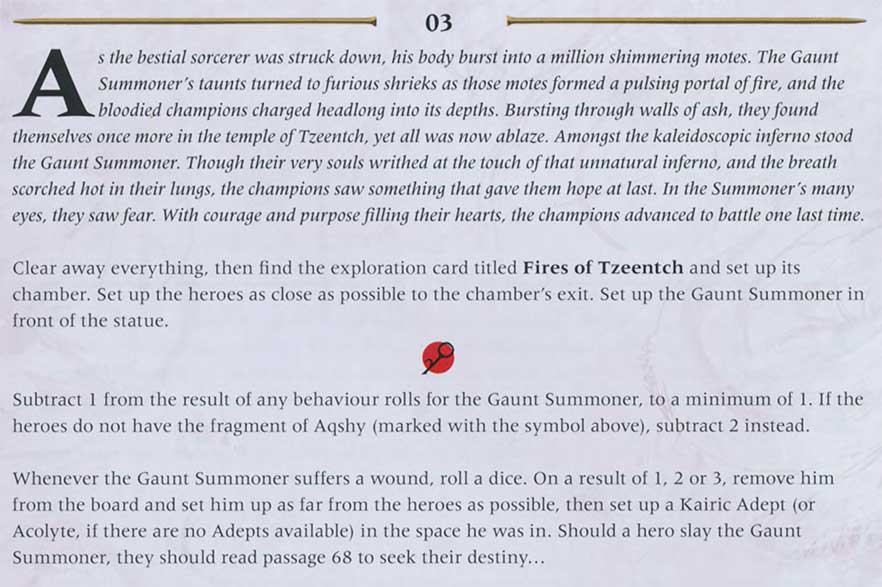 03
As the bestial sorcerer was struck down, his body burst into a million shimmering motes. The Gaunt
Summoner's taunts turned to furious shrieks as those motes formed a pulsing portal of fire, and the
bloodied champions charged headlong into its depths. Bursting through walls of ash, they found
themselves once more in the temple of Tzeentch, yet all was now ablaze. Amongst the kaleidoscopic inferno stood
the Gaunt Summoner. Though their very souls writhed at the touch of that unnatural inferno, and the breath
scorched hot in their lungs, the champions saw something that gave them hope at last. In the Summoner's many
eyes, they saw fear. With courage and purpose filling their hearts, the champions advanced to battle one last time.
Clear away everything, then find the exploration card titled Fires of Tzeentch and set up its
chamber. Set up the heroes as close as possible to the chamber's exit. Set up the Gaunt Summoner in
front of the statue.
Subtract 1 from the result of any behaviour rolls for the Gaunt Summoner, to a minimum of 1. If the
heroes do not have the fragment of Aqshy (marked with the symbol above), subtract 2 instead.
Whenever the Gaunt Summoner suffers a wound, roll a dice. On a result of 1, 2 or 3, remove him
from the board and set him up as far from the heroes as possible, then set up a Kairic Adept (or
Acolyte, if there are no Adepts available) in the space he was in. Should a hero slay the Gaunt
Summoner, they should read passage 68 to seek their destiny…